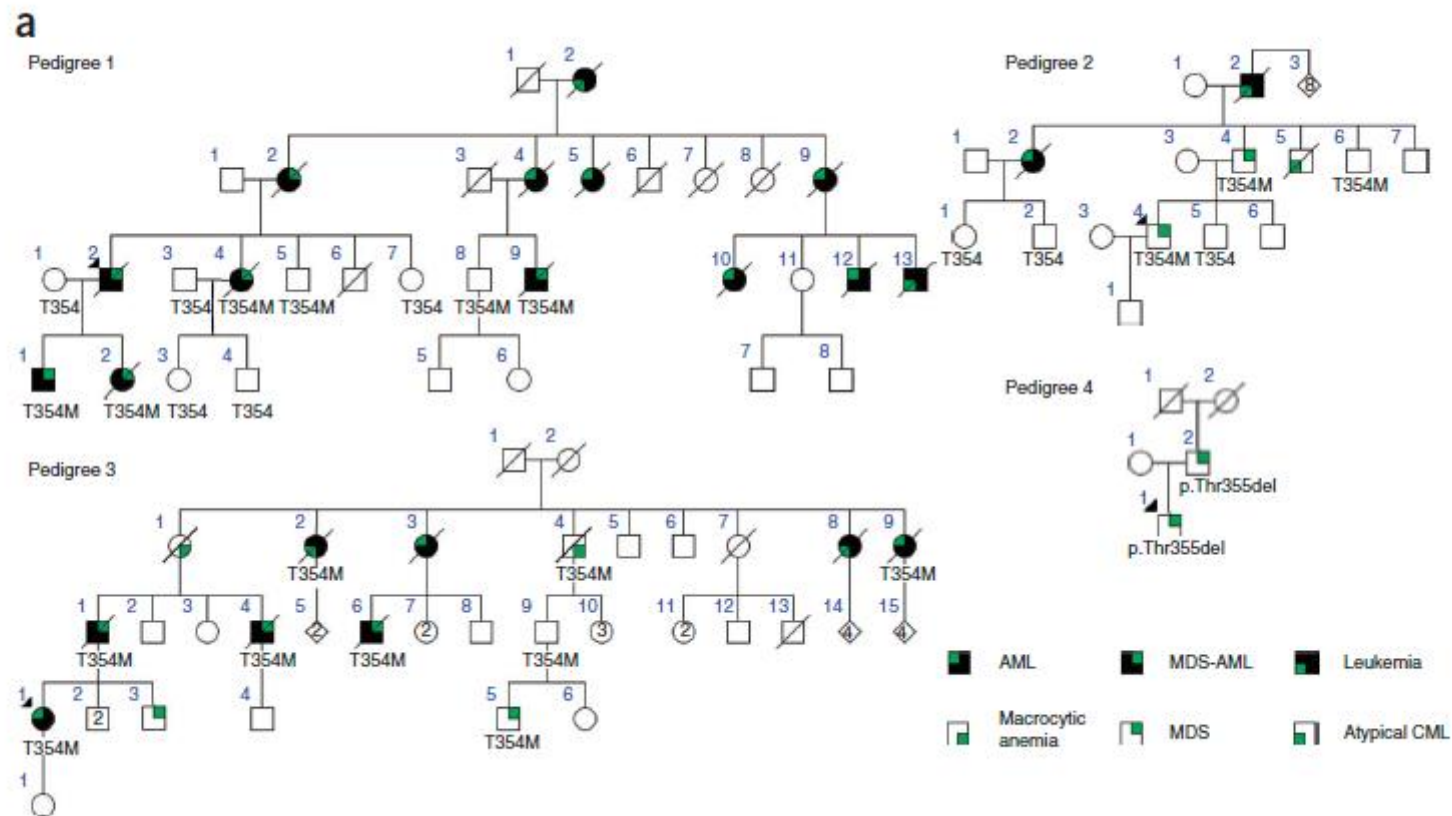 a
Pedigree 1
1 2
1 2 3 4 5 6 7 8 9
1 2 3 4 5 6 7 8 9 10 11 12 13
T354 T354 T354M T354M T354 T354M T354M
1 2 3 4 5 6 7 8
T354M T354M T354 T354
Pedigree 2
1 2 3
8
1 2 3 4 5 6 7
T354M T354M
1 2 3 4 5 6
T354 T354 T354M T354
1
Pedigree 3
1 2
1 2 3 4 5 6 7 8 9
T354M T354M T354M
1 2 3 4 5 6 7 8 9 10 11 12 13 14 15
2 2 3 2 4 4
T354M T354M T354M T354M
1 2 3 4 5 6
2
T354M T354M
1
Pedigree 4
1 2
1 2
p.Thr355del
1
p.Thr355del
AML MDS-AML Leukemia
Macrocytic
anemia MDS Atypical CML